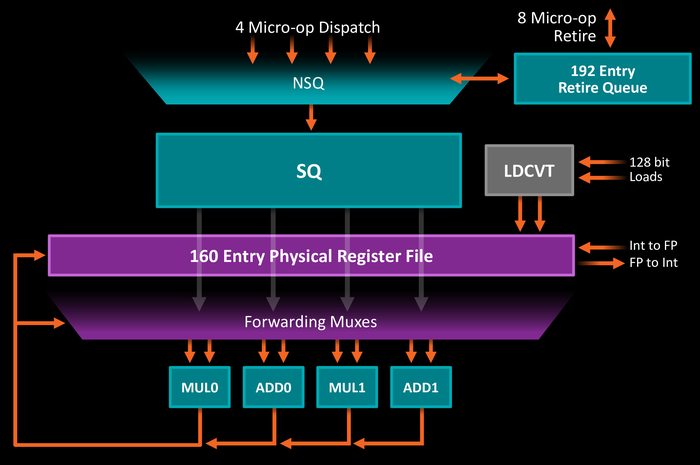 4 Micro-op Dispatch
8 Micro-op
Retire
NSQ
192 Entry
Retire Queue
SQ
LDCVT
128 bit
Loads
160 Entry Physical Register File
Int to FP
FP to Int
Forwarding Muxes
MUL0
ADD0
MUL1
ADD1